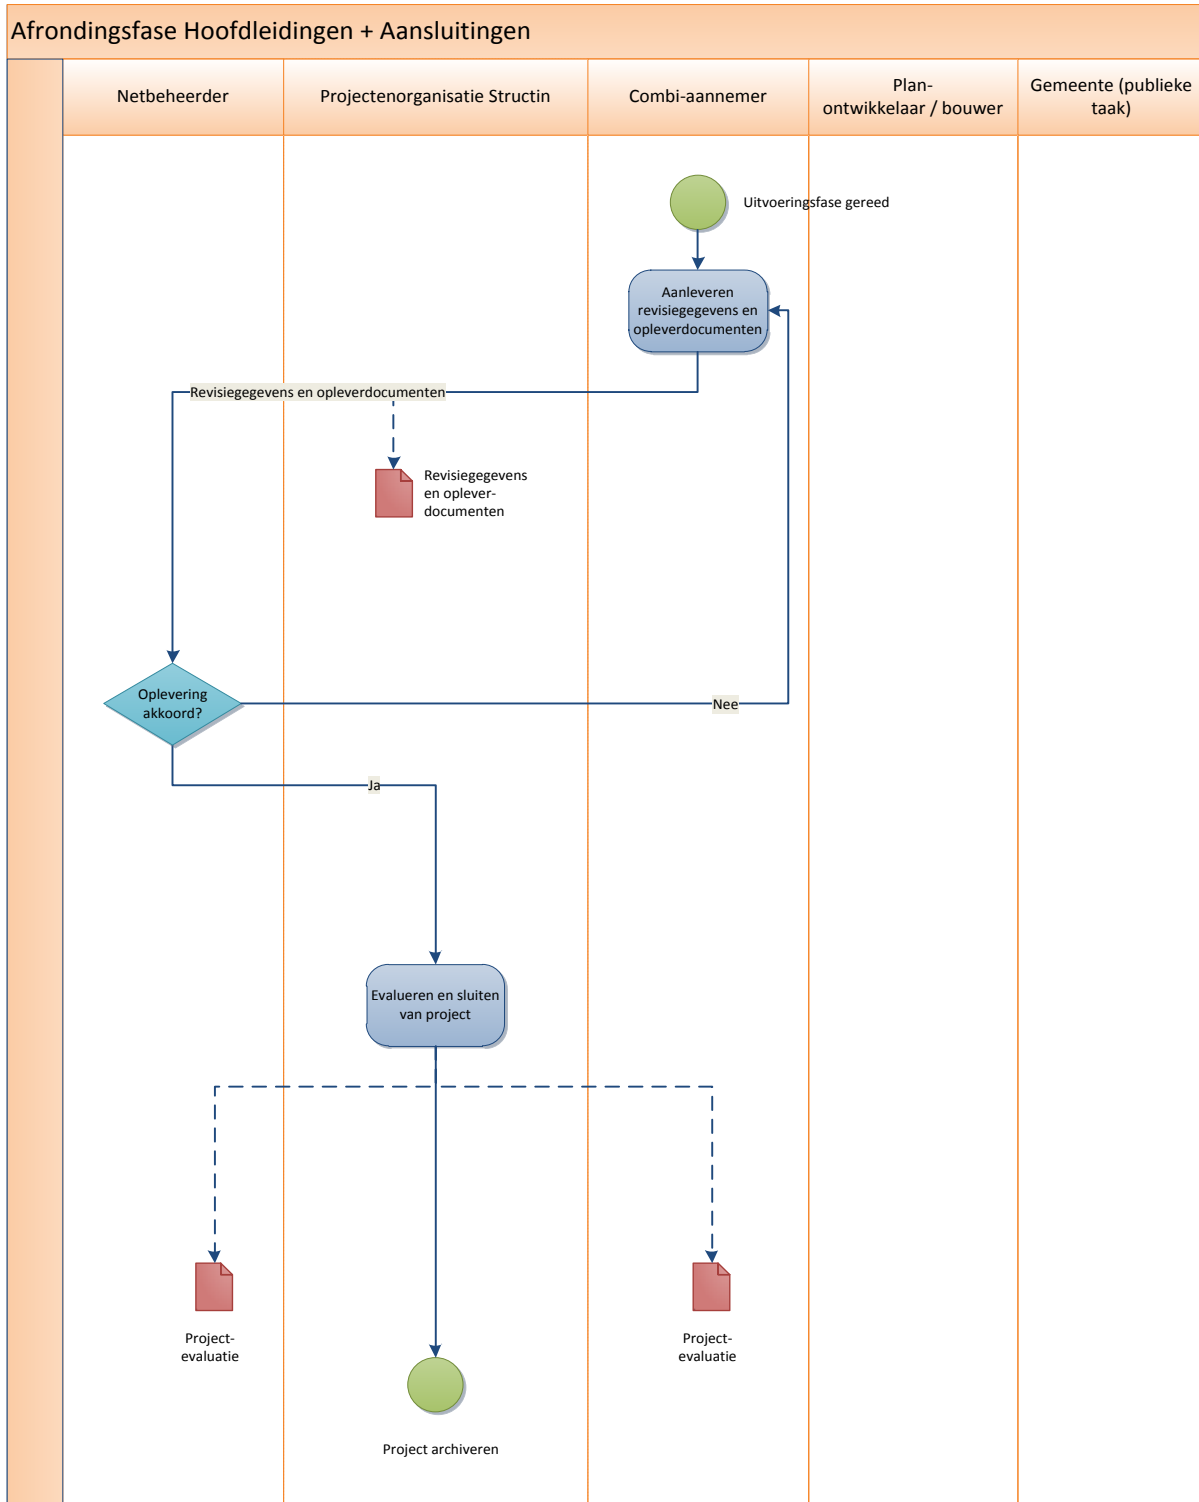 Afrondingsfase Hoofdleidingen + Aansluitingen
Netbeheerder
Projectenorganisatie Structin
Combi-aannemer
Plan-
ontwikkelaar / bouwer
Gemeente (publieke
taak)
Uitvoeringsfase gereed
Aanleveren
revisiegegevens en
opleverdocumenten
Revisiegegevens en opleverdocumenten
Revisiegegevens
en oplever-
documenten
Oplevering
akkoord?
Nee
Ja
Evalueren en sluiten
van project
Project-
evaluatie
Project-
evaluatie
Project archiveren